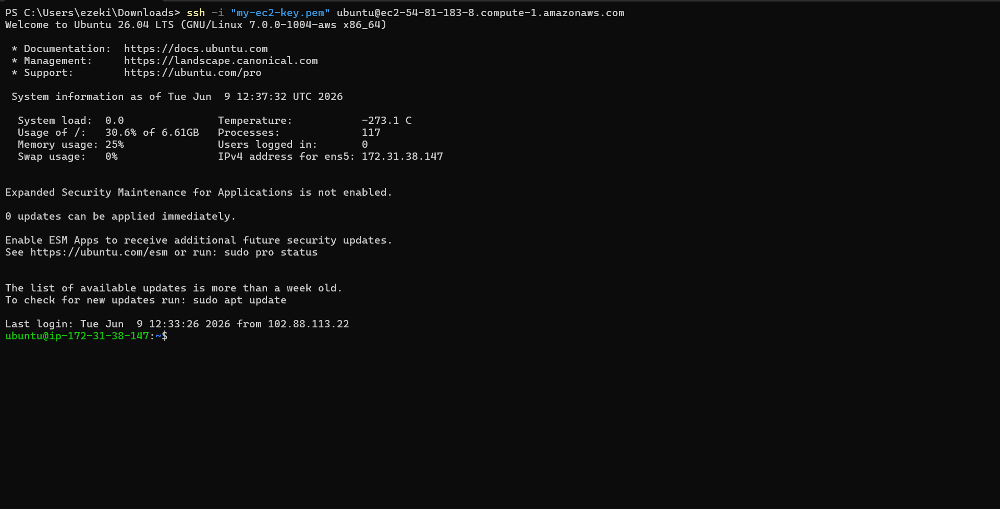 PS C:\Users\ezeki\Downloads> ssh -i "my-ec2-key.pem" ubuntu@ec2-54-81-183-8.compute-1.amazonaws.com
Welcome to Ubuntu 26.04 LTS (GNU/Linux 7.0.0-1004-aws x86_64)

 * Documentation:  https://docs.ubuntu.com
 * Management:     https://landscape.canonical.com
 * Support:        https://ubuntu.com/pro

 System information as of Tue Jun  9 12:37:32 UTC 2026

  System load:  0.0               Temperature:           -273.1 C
  Usage of /:   30.6% of 6.61GB   Processes:             117
  Memory usage: 25%               Users logged in:       0
  Swap usage:   0%                IPv4 address for ens5: 172.31.38.147


Expanded Security Maintenance for Applications is not enabled.

0 updates can be applied immediately.

Enable ESM Apps to receive additional future security updates.
See https://ubuntu.com/esm or run: sudo pro status


The list of available updates is more than a week old.
To check for new updates run: sudo apt update

Last login: Tue Jun  9 12:33:26 2026 from 102.88.113.22
ubuntu@ip-172-31-38-147:~$